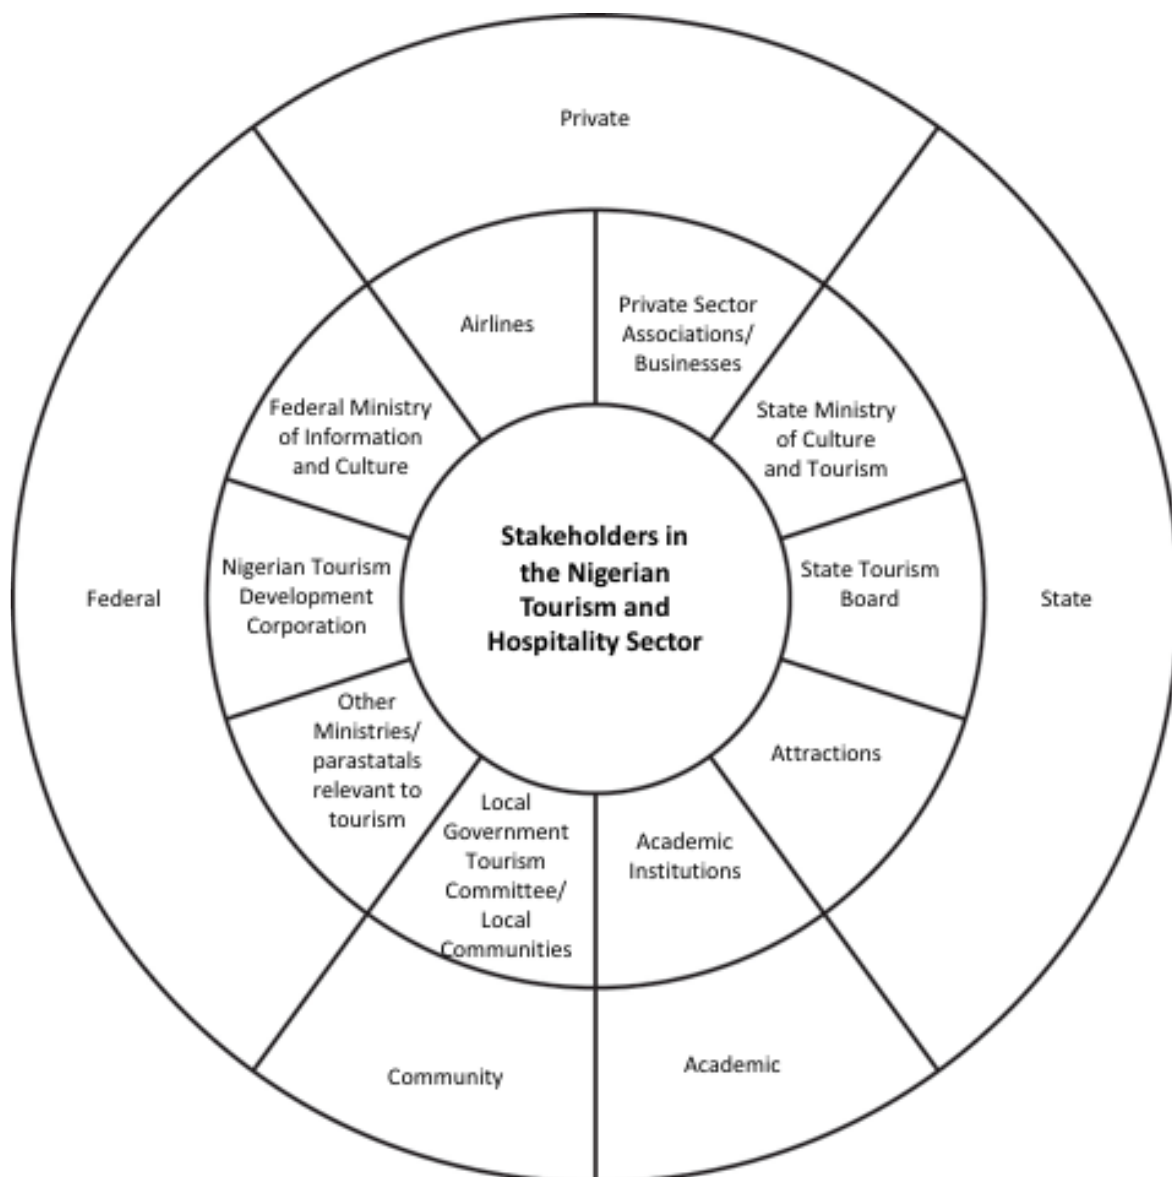 Private
Airlines
Private Sector
Associations/
Businesses
Federal Ministry
of Information
and Culture
State Ministry
of Culture
and Tourism
Stakeholders in
the Nigerian
Tourism and
Hospitality Sector
Federal
Nigerian Tourism
Development
Corporation
State Tourism
Board
State
Other
Ministries/
parastatals
relevant to
tourism
Attractions
Local
Government
Tourism
Committee/
Local
Communities
Academic
Institutions
Community
Academic